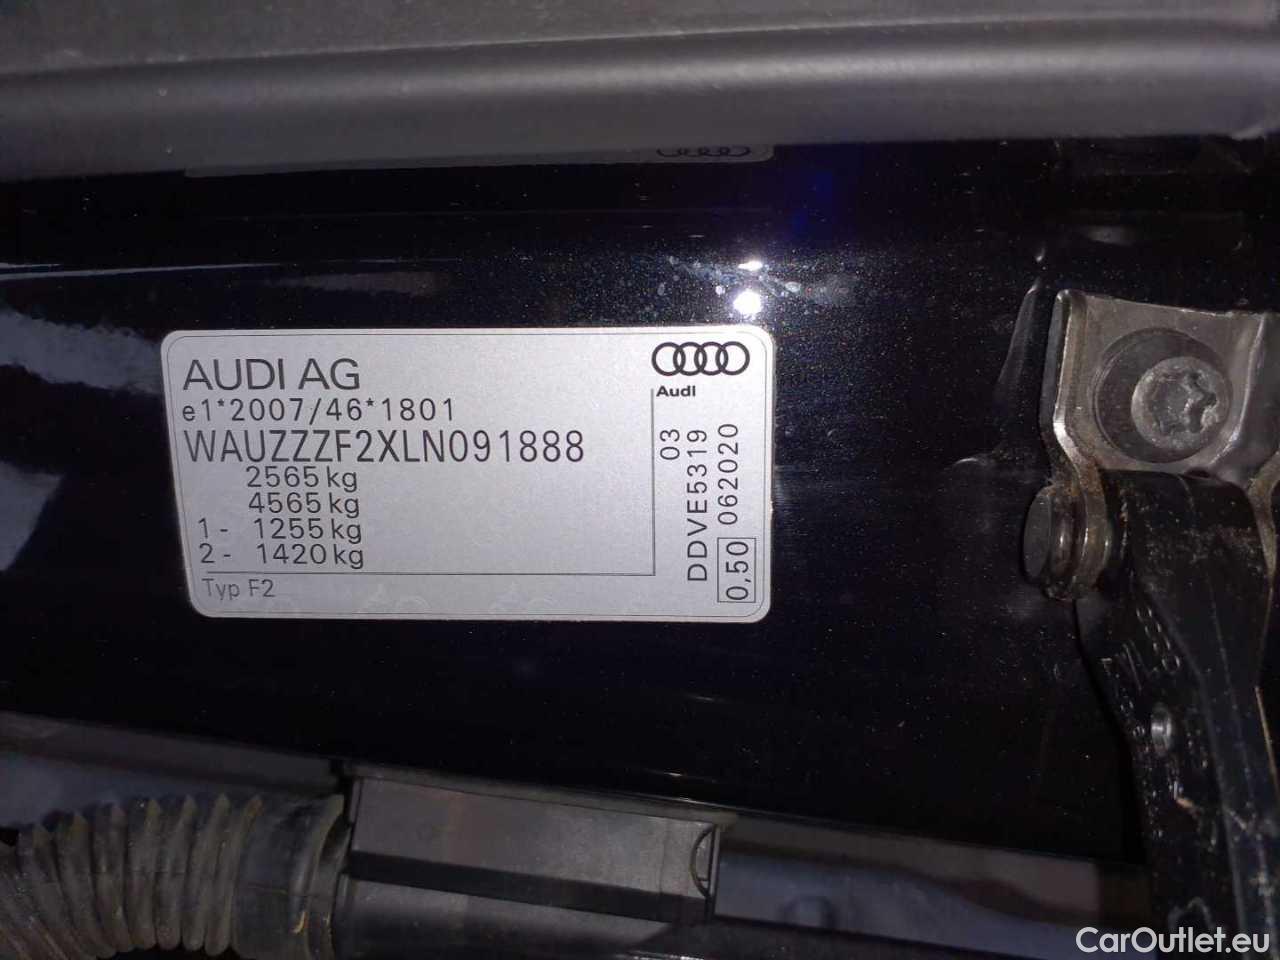 AUDI AG
e1*2007/46*1801
WAUZZZF2XLN091888
2565 kg
4565 kg
1 - 1255 kg
2 - 1420 kg
Typ F2
Audi
03
DDVE5319
0,50 062020
CarOutlet.eu